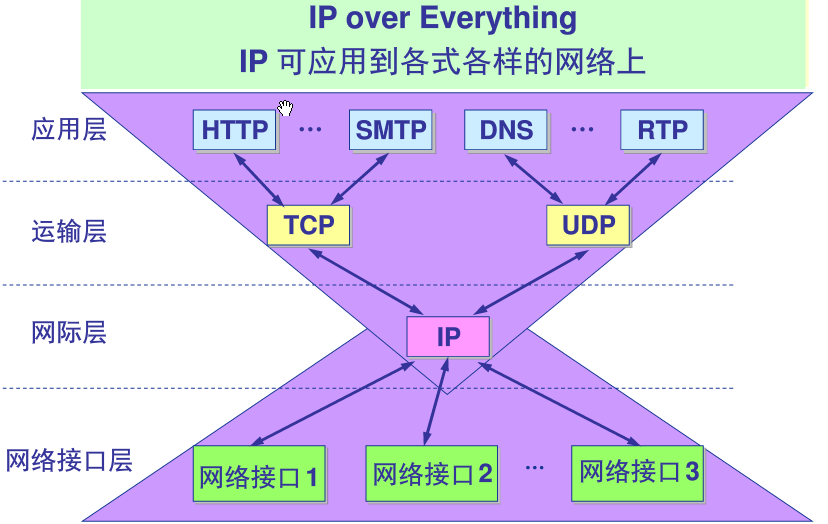 IP over Everything
IP 可应用到各式各样的网络上
应用层 HTTP … SMTP DNS … RTP
运输层 TCP UDP
网际层 IP
网络接口层 网络接口 1 网络接口 2 … 网络接口 3